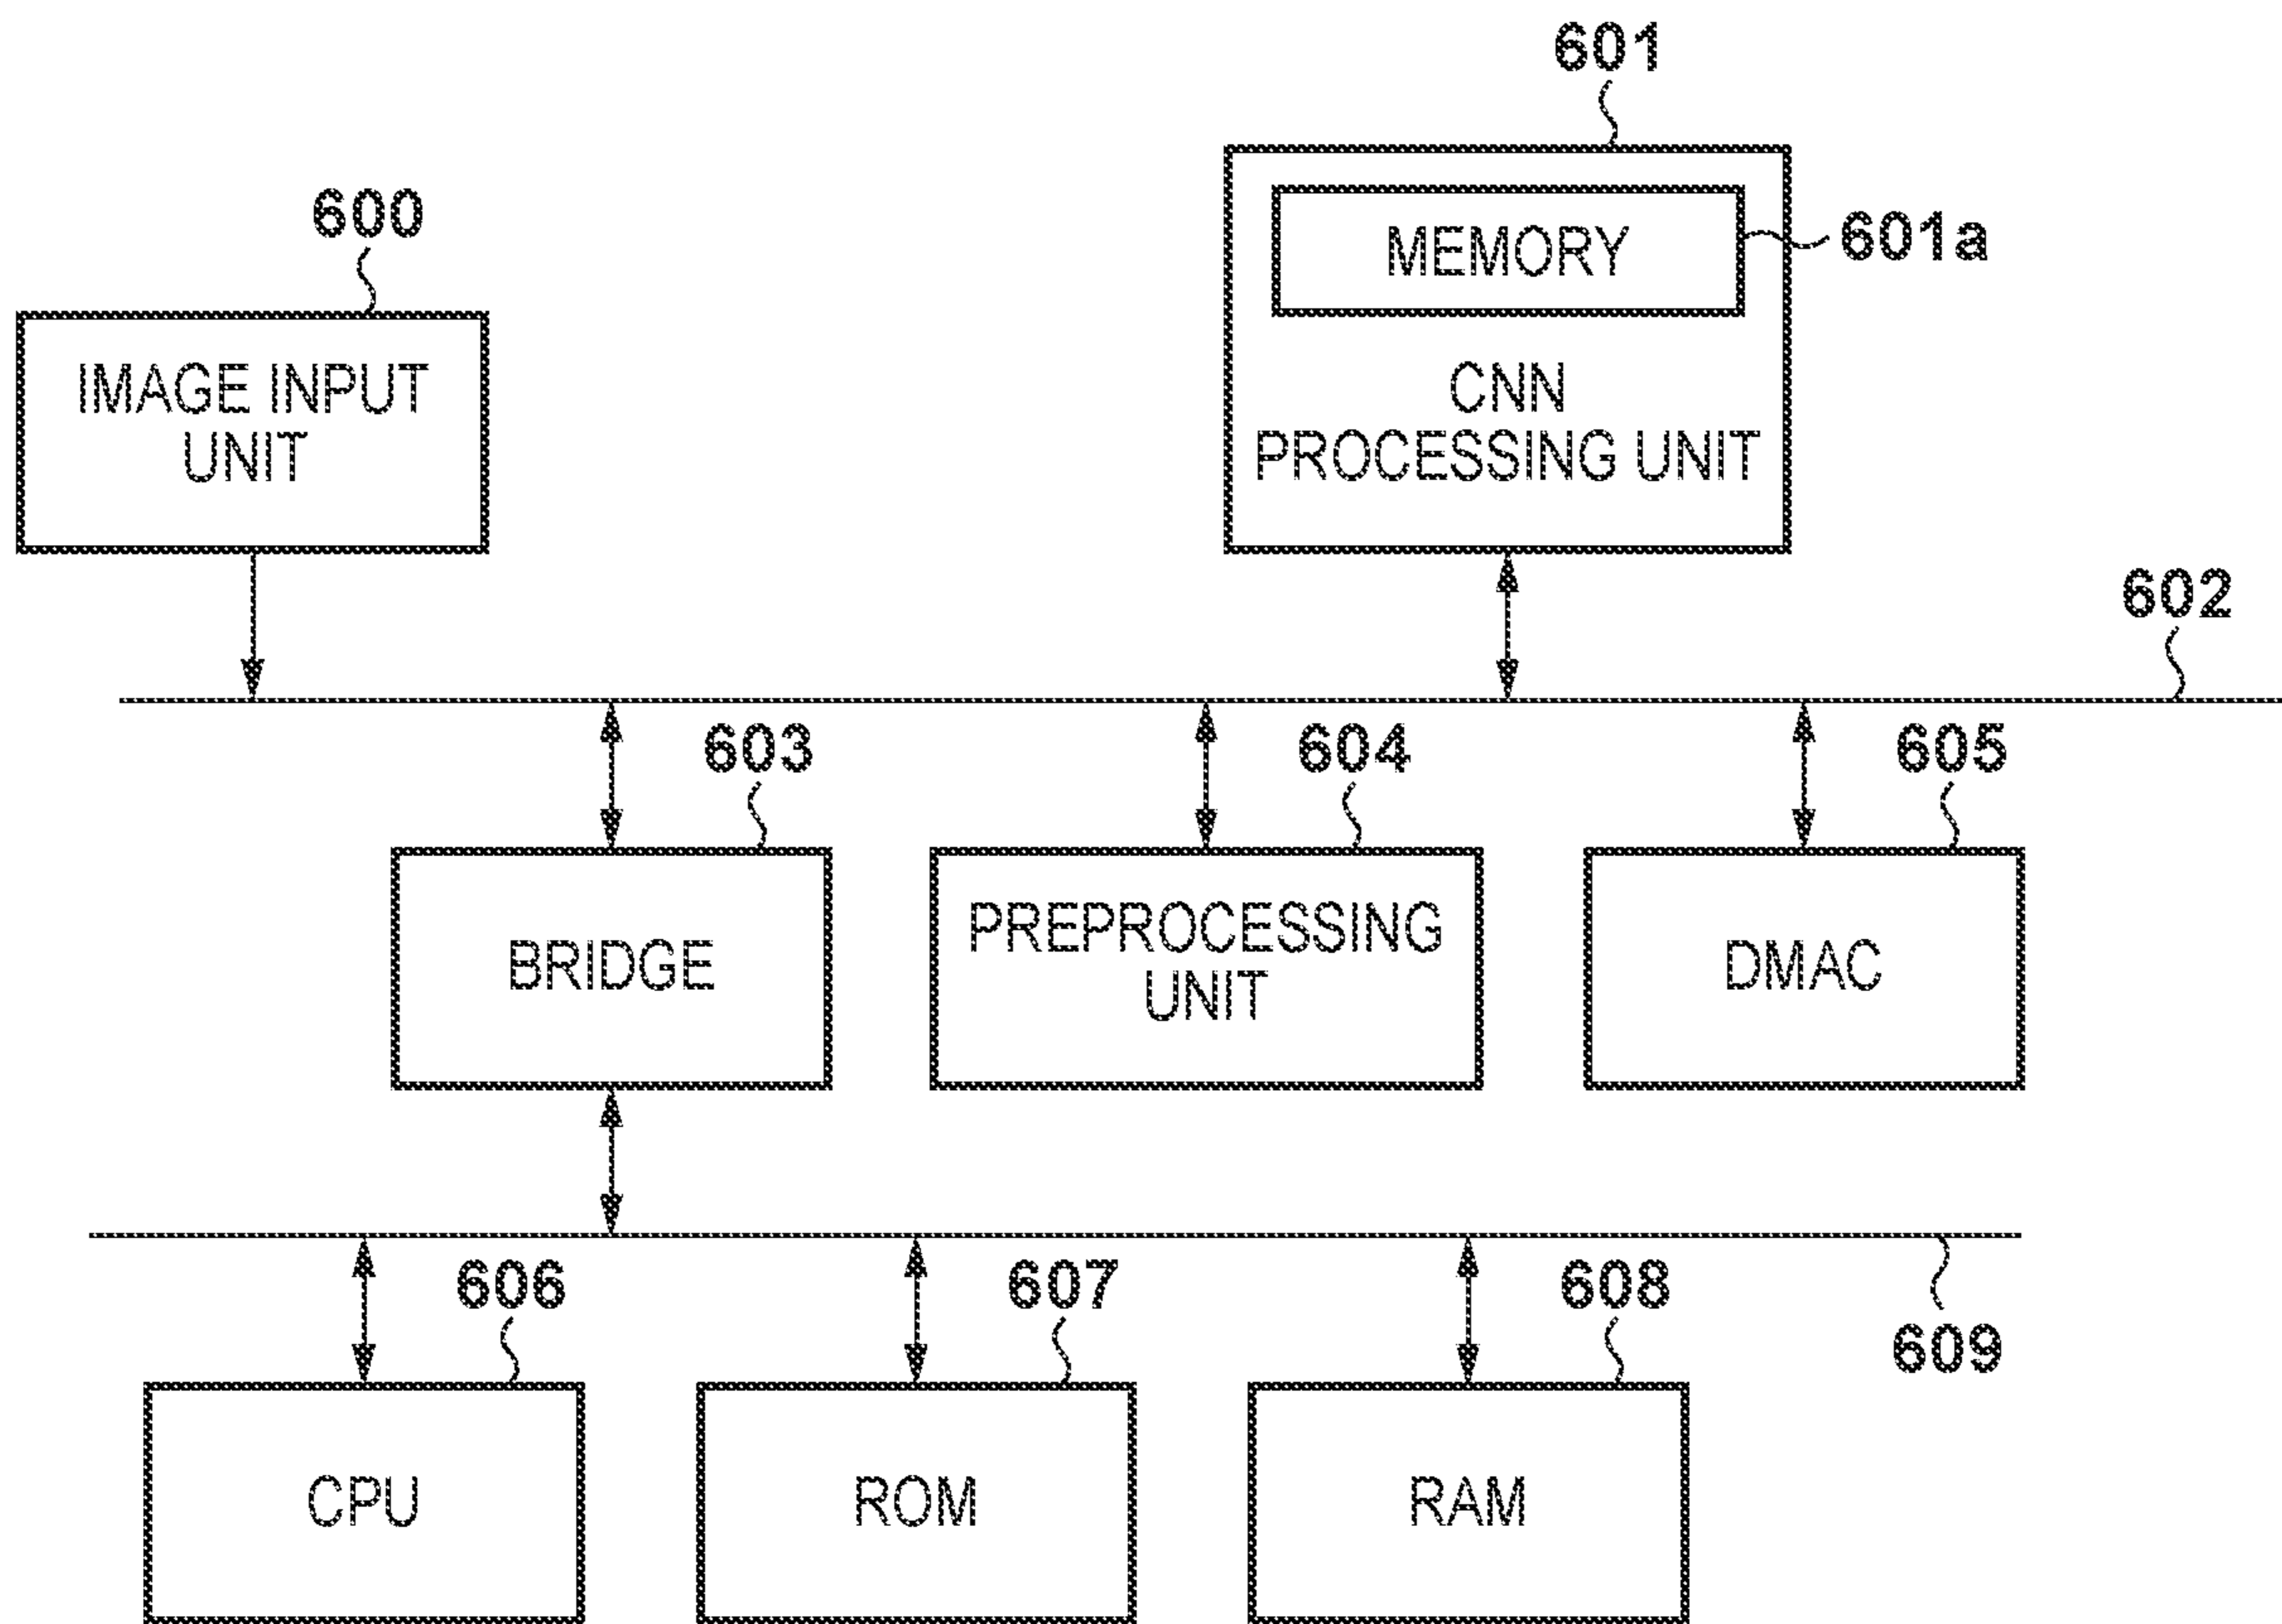 601
600
MEMORY
601a
IMAGE INPUT
UNIT
CNN
PROCESSING UNIT
602
603
604
605
BRIDGE
PREPROCESSING
UNIT
DMAC
606
607
608
609
CPU
ROM
RAM